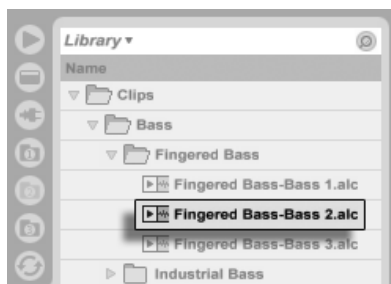 Library
Name
Clips
Bass
Fingered Bass
Fingered Bass-Bass 1.alc
Fingered Bass-Bass 2.alc
Fingered Bass-Bass 3.alc
Industrial Bass